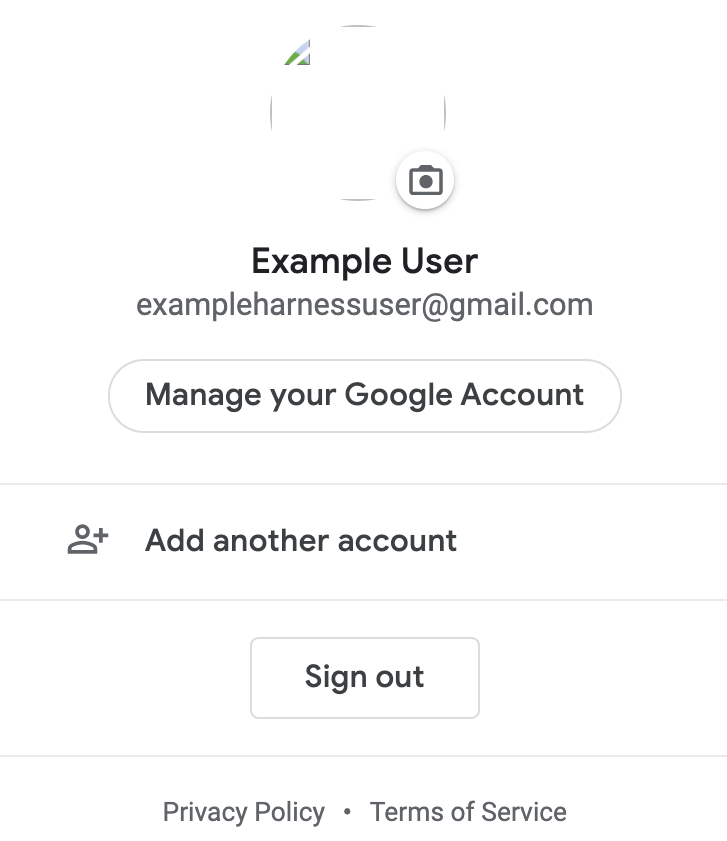 Example User
exampleharnessuser@gmail.com
Manage your Google Account
Add another account
Sign out
Privacy Policy • Terms of Service